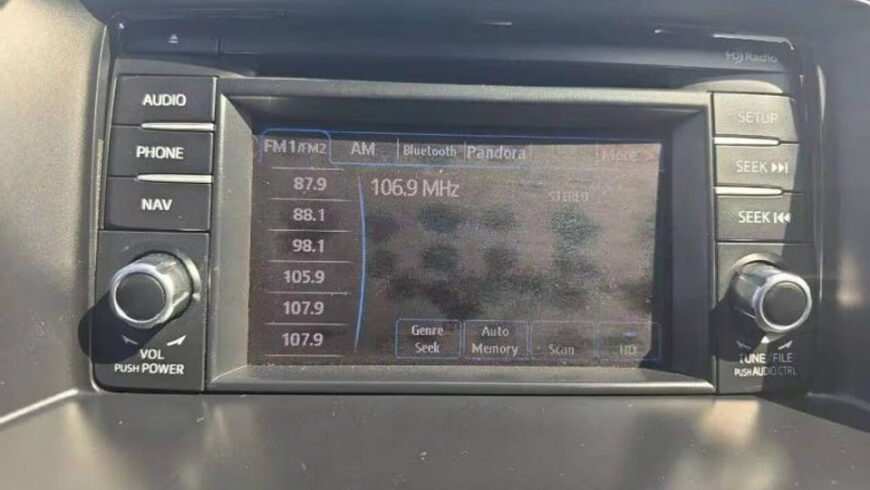 HD Radio
AUDIO
PHONE
NAV
VOL
PUSH POWER
FM1/FM2 AM Bluetooth Pandora More >
87.9
88.1
98.1
105.9
107.9
107.9
106.9 MHz
STEREO
Genre Seek
Auto Memory
Scan
HD
SETUP
SEEK
SEEK
TUNE / FILE
PUSH AUDIO CTRL